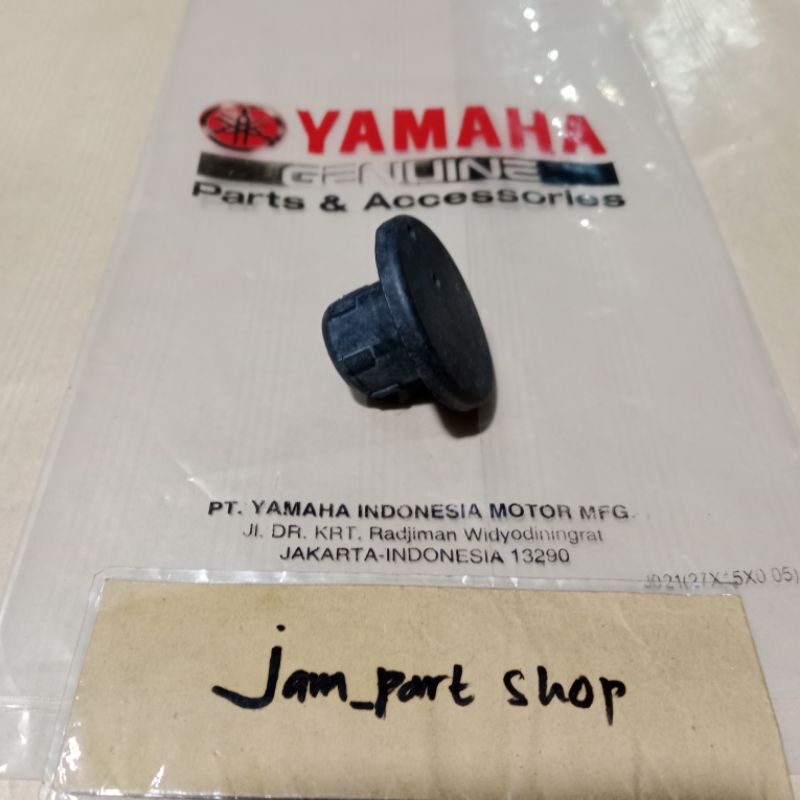 YAMAHA
GENUINE
Parts & Accessories
PT. YAMAHA INDONESIA MOTOR MFG.
Jl. DR. KRT. Radjiman Widyodiningrat
JAKARTA-INDONESIA 13290
jam_part shop